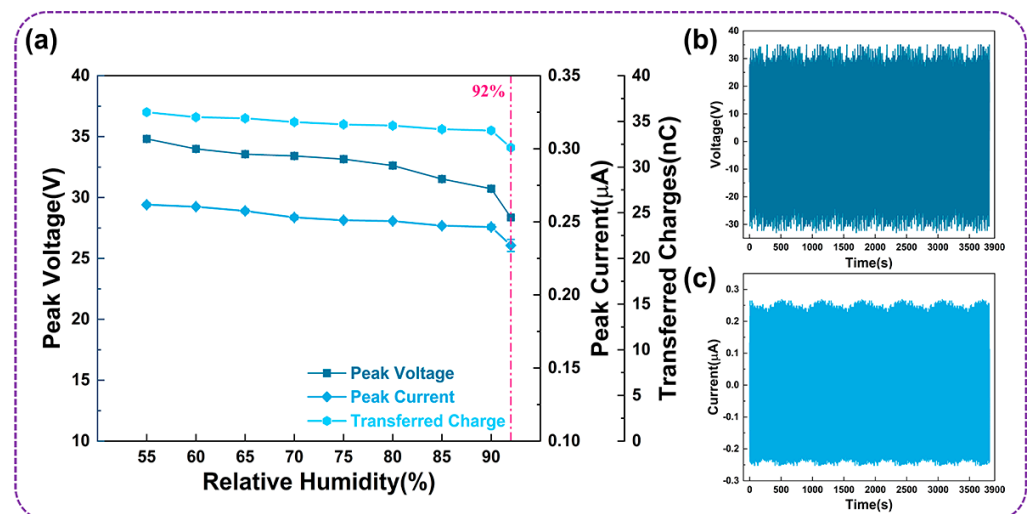 (a)
92%
40
35
30
25
20
15
10
Peak Voltage(V)
0.35
0.30
0.25
0.20
0.15
0.10
Peak Current(μA)
40
35
30
25
20
15
10
5
0
Transferred Charges(nC)
Peak Voltage
Peak Current
Transferred Charge
55 60 65 70 75 80 85 90
Relative Humidity(%)
(b)
40
30
20
10
0
-10
-20
-30
Voltage(V)
0 500 1000 1500 2000 2500 3000 3500 3900
Time(s)
(c)
0.3
0.2
0.1
0.0
-0.1
-0.2
-0.3
Current(μA)
0 500 1000 1500 2000 2500 3000 3500 3900
Time(s)